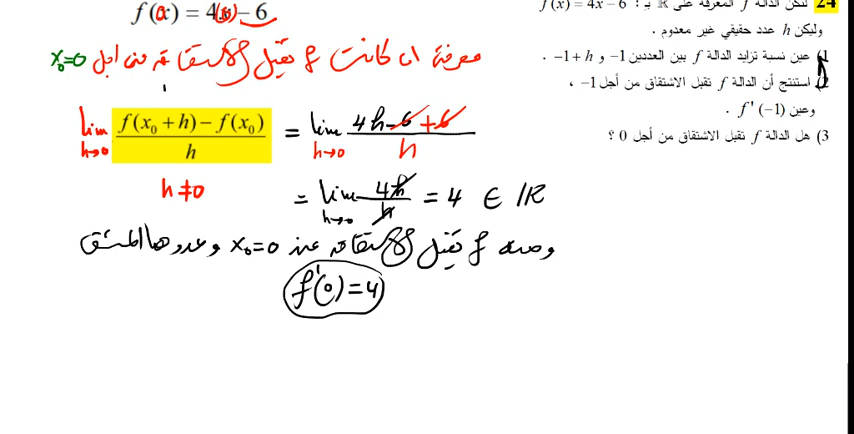 24 لتكن الدالة f المعرفة على ℝ بـ : f(x) = 4x − 6
وليكن h عدد حقيقي غير معدوم .
1) عين نسبة تزايد الدالة f بين العددين 1− و −1 + h .
2) استنتج أن الدالة f تقبل الاشتقاق من أجل 1− ،
وعين f '(−1) .
3) هل الدالة f تقبل الاشتقاق من أجل 0 ؟
f(x) = 4(x) − 6
معرفة ان كانت f تقبل الاشتقاق من اجل x₀=0
lim h→0 (f(x₀ + h) − f(x₀))/h = lim h→0 (4h − 6 + 6)/h
h≠0
= lim h→0 4h/h = 4 ∈ ℝ
ومنه f تقبل الاشتقاق عند x₀=0 وعددها المشتق
f'(0)=4